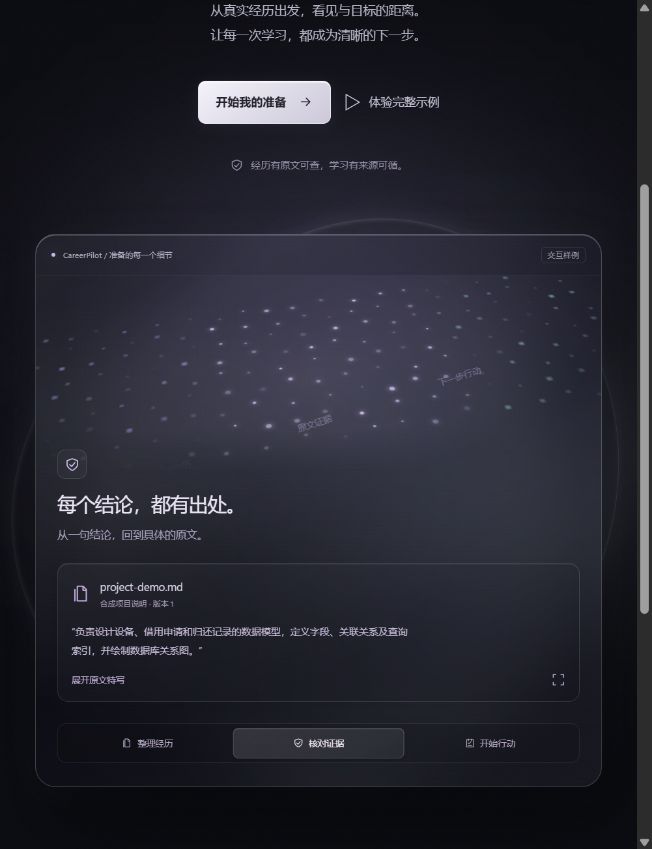 从真实经历出发，看见与目标的距离。
让每一次学习，都成为清晰的下一步。
开始我的准备 →
体验完整示例
经历有原文可查，学习有来源可循。
CareerPilot / 准备的每一个细节
交互样例
下一步行动
原文证据
每个结论，都有出处。
从一句结论，回到具体的原文。
project-demo.md
合成项目说明 · 版本 1
“负责设计设备、借用申请和归还记录的数据模型，定义字段、关联关系及查询
索引，并绘制数据库关系图。”
展开原文特写
整理经历
核对证据
开始行动